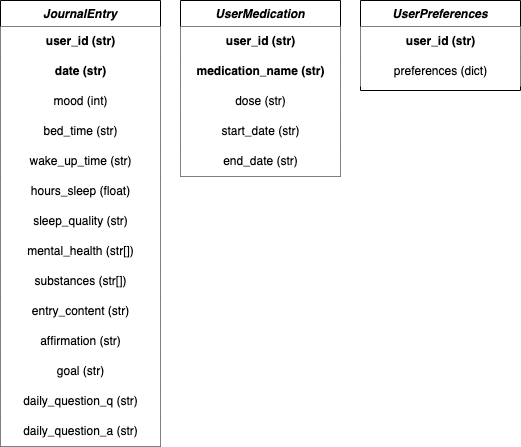 JournalEntry
user_id (str)
date (str)
mood (int)
bed_time (str)
wake_up_time (str)
hours_sleep (float)
sleep_quality (str)
mental_health (str[])
substances (str[])
entry_content (str)
affirmation (str)
goal (str)
daily_question_q (str)
daily_question_a (str)
UserMedication
user_id (str)
medication_name (str)
dose (str)
start_date (str)
end_date (str)
UserPreferences
user_id (str)
preferences (dict)